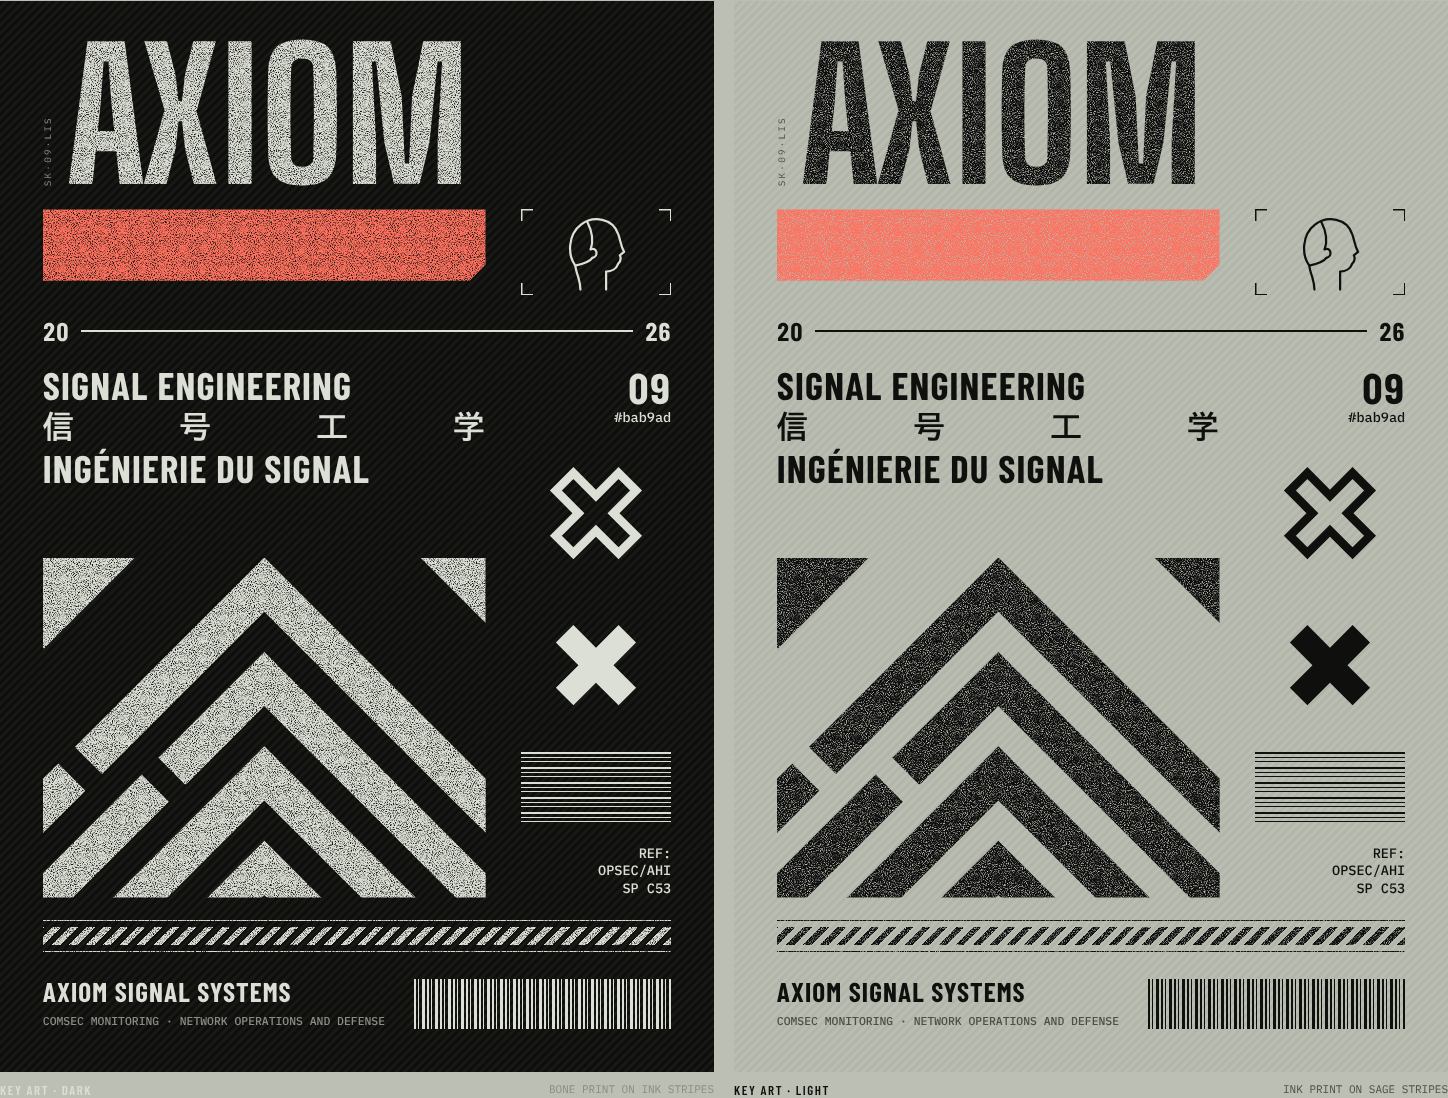 AXIOM
SK·09·LIS
20
26
SIGNAL ENGINEERING
信号工学
INGÉNIERIE DU SIGNAL
09
#bab9ad
REF:
OPSEC/AHI
SP C53
AXIOM SIGNAL SYSTEMS
COMSEC MONITORING · NETWORK OPERATIONS AND DEFENSE
KEY ART · DARK
BONE PRINT ON INK STRIPES
AXIOM
SK·09·LIS
20
26
SIGNAL ENGINEERING
信号工学
INGÉNIERIE DU SIGNAL
09
#bab9ad
REF:
OPSEC/AHI
SP C53
AXIOM SIGNAL SYSTEMS
COMSEC MONITORING · NETWORK OPERATIONS AND DEFENSE
KEY ART · LIGHT
INK PRINT ON SAGE STRIPES